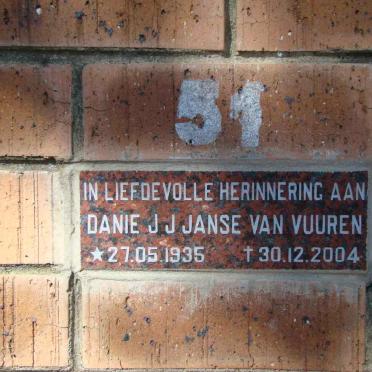 51
IN LIEFDEVOLLE HERINNERING AAN
DANIE J J JANSE VAN VUUREN
★ 27.05.1935 † 30.12.2004